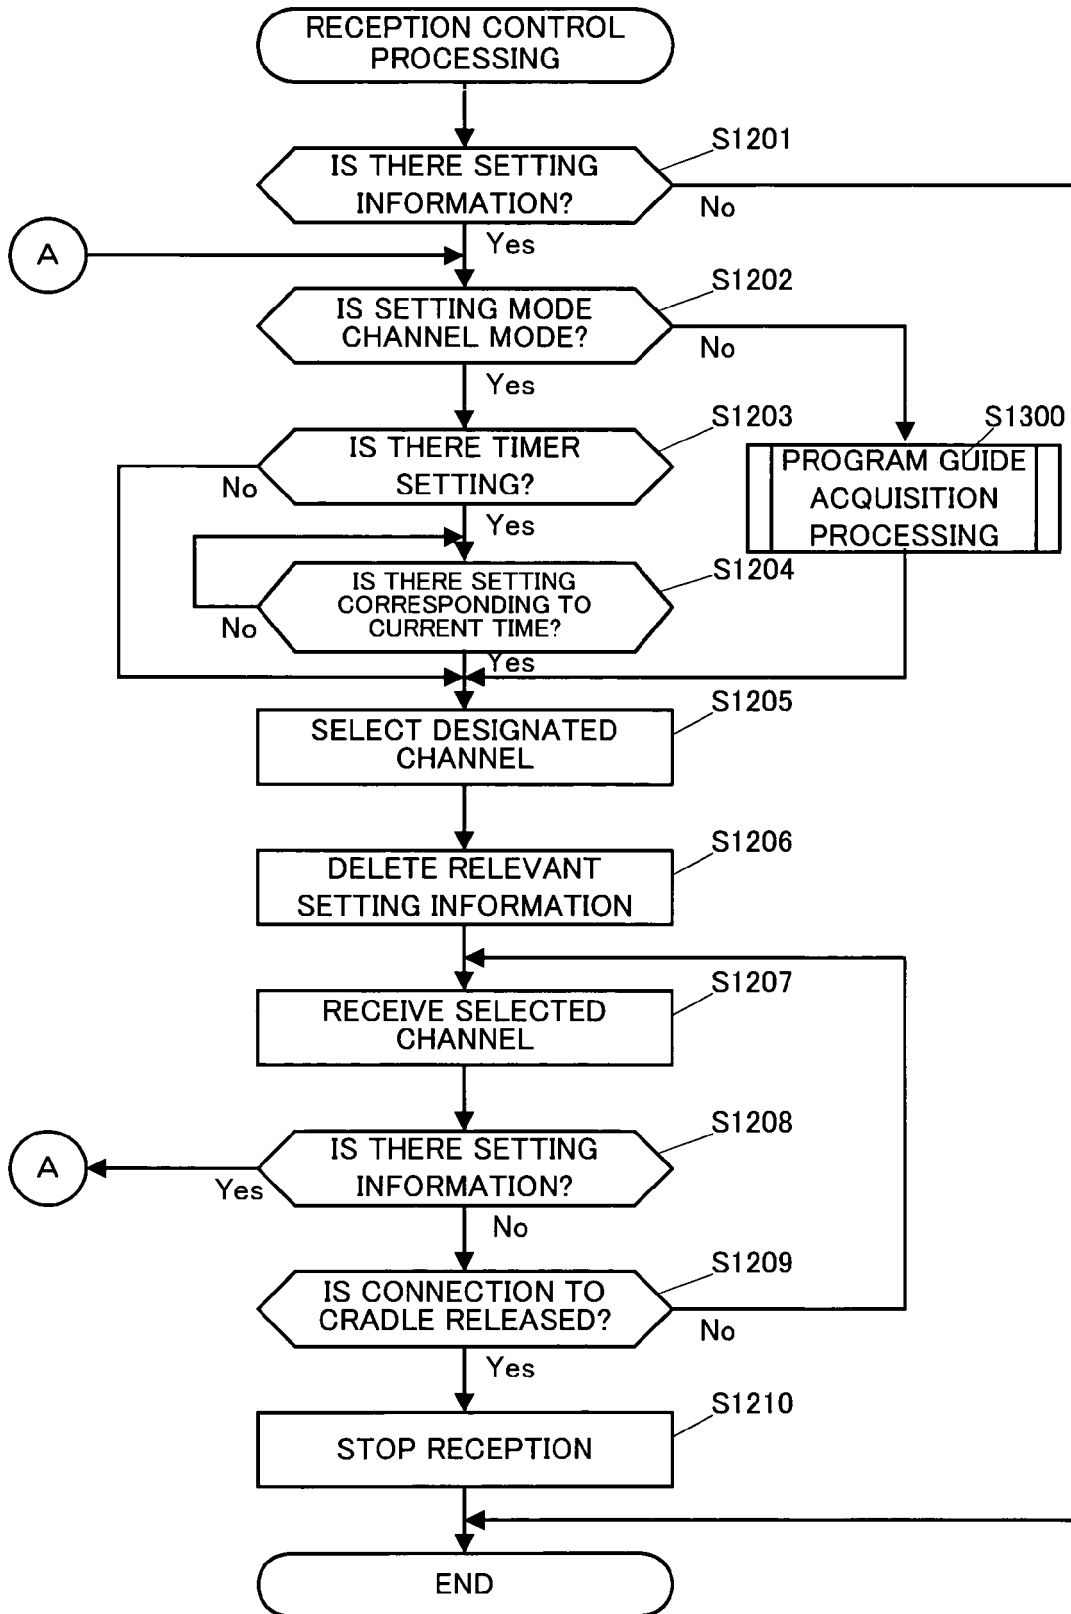 RECEPTION CONTROL
PROCESSING
S1201
IS THERE SETTING
INFORMATION?
No
Yes
A
S1202
IS SETTING MODE
CHANNEL MODE?
No
Yes
S1203
IS THERE TIMER
SETTING?
No
Yes
S1300
PROGRAM GUIDE
ACQUISITION
PROCESSING
S1204
IS THERE SETTING
CORRESPONDING TO
CURRENT TIME?
No
Yes
S1205
SELECT DESIGNATED
CHANNEL
S1206
DELETE RELEVANT
SETTING INFORMATION
S1207
RECEIVE SELECTED
CHANNEL
S1208
IS THERE SETTING
INFORMATION?
A
Yes
No
S1209
IS CONNECTION TO
CRADLE RELEASED?
No
Yes
S1210
STOP RECEPTION
END